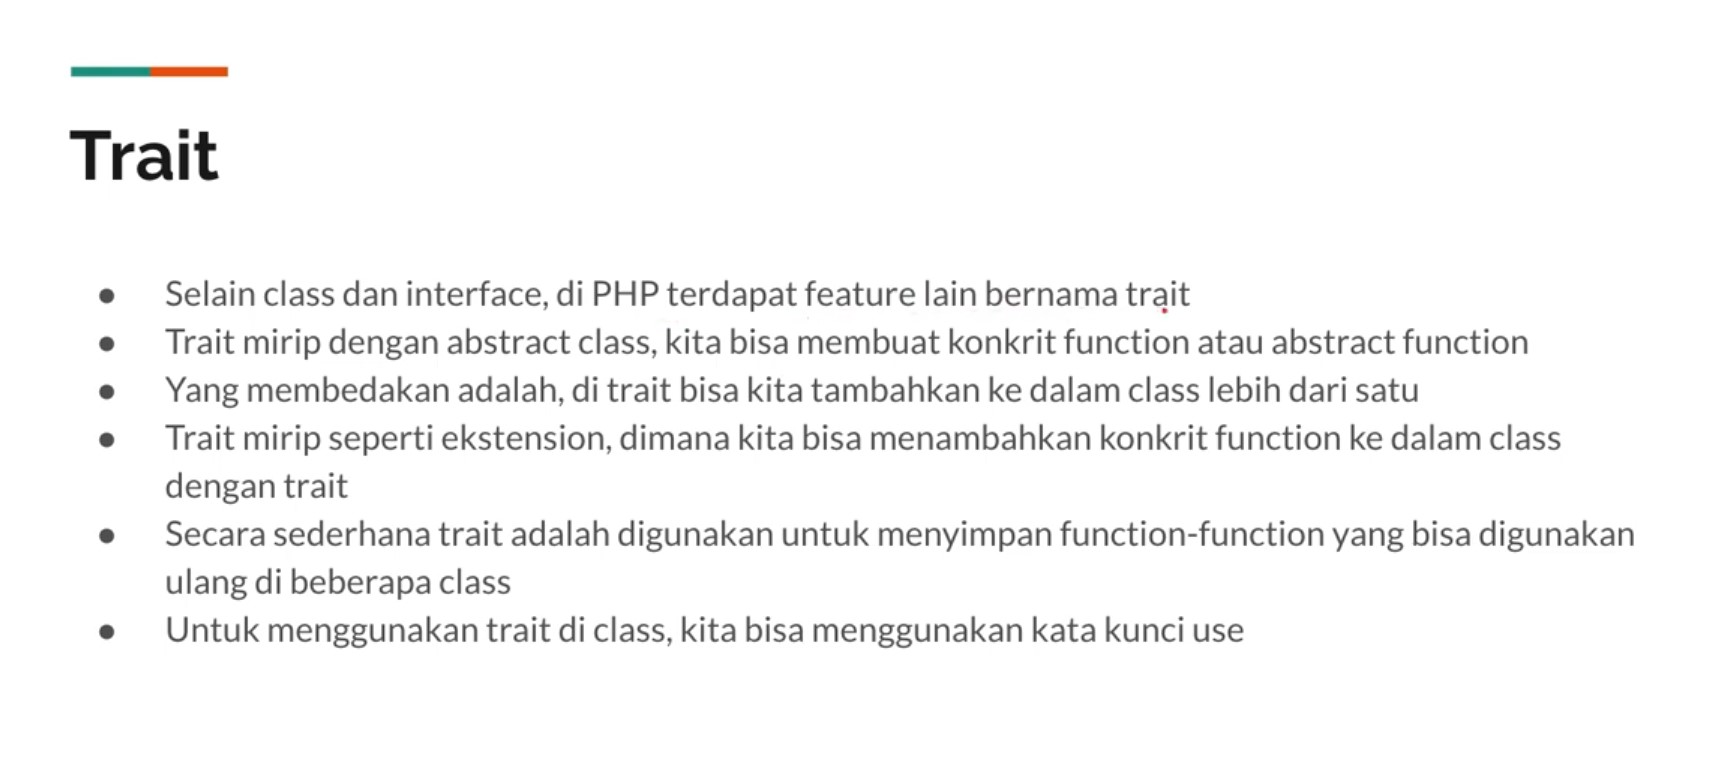 Trait
● Selain class dan interface, di PHP terdapat feature lain bernama trait
● Trait mirip dengan abstract class, kita bisa membuat konkrit function atau abstract function
● Yang membedakan adalah, di trait bisa kita tambahkan ke dalam class lebih dari satu
● Trait mirip seperti ekstension, dimana kita bisa menambahkan konkrit function ke dalam class
dengan trait
● Secara sederhana trait adalah digunakan untuk menyimpan function-function yang bisa digunakan
ulang di beberapa class
● Untuk menggunakan trait di class, kita bisa menggunakan kata kunci use